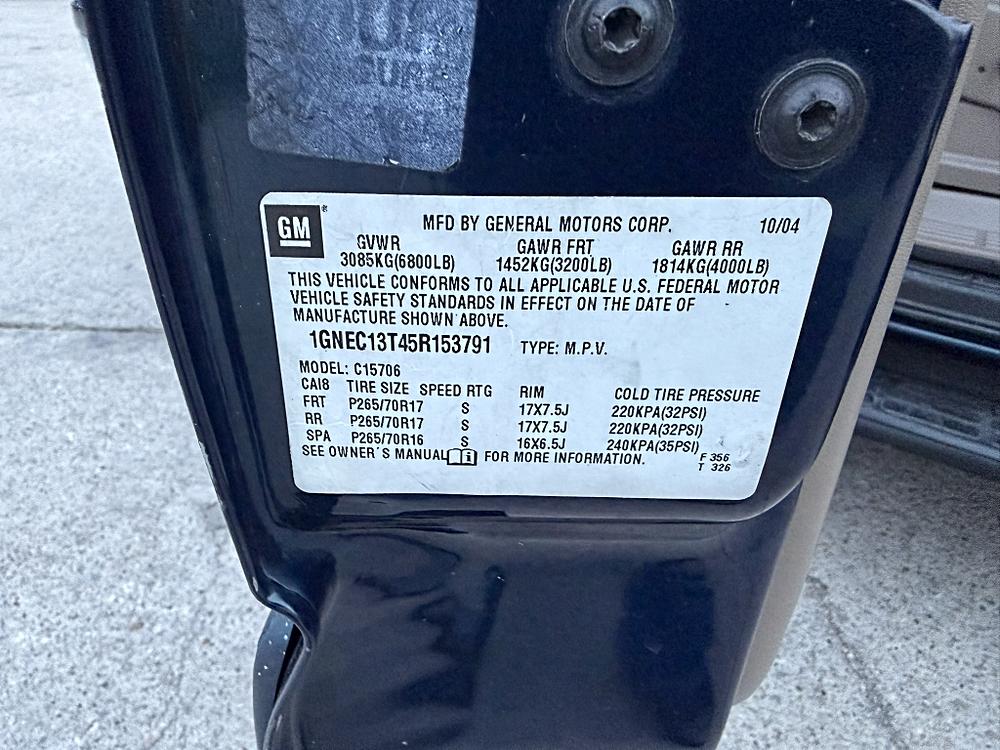 GM
MFD BY GENERAL MOTORS CORP. 10/04
GVWR GAWR FRT GAWR RR
3085KG(6800LB) 1452KG(3200LB) 1814KG(4000LB)
THIS VEHICLE CONFORMS TO ALL APPLICABLE U.S. FEDERAL MOTOR
VEHICLE SAFETY STANDARDS IN EFFECT ON THE DATE OF
MANUFACTURE SHOWN ABOVE.
1GNEC13T45R153791 TYPE: M.P.V.
MODEL: C15706
CAI8 TIRE SIZE SPEED RTG RIM COLD TIRE PRESSURE
FRT P265/70R17 S 17X7.5J 220KPA(32PSI)
RR P265/70R17 S 17X7.5J 220KPA(32PSI)
SPA P265/70R16 S 16X6.5J 240KPA(35PSI)
SEE OWNER'S MANUAL FOR MORE INFORMATION. F 356
T 326